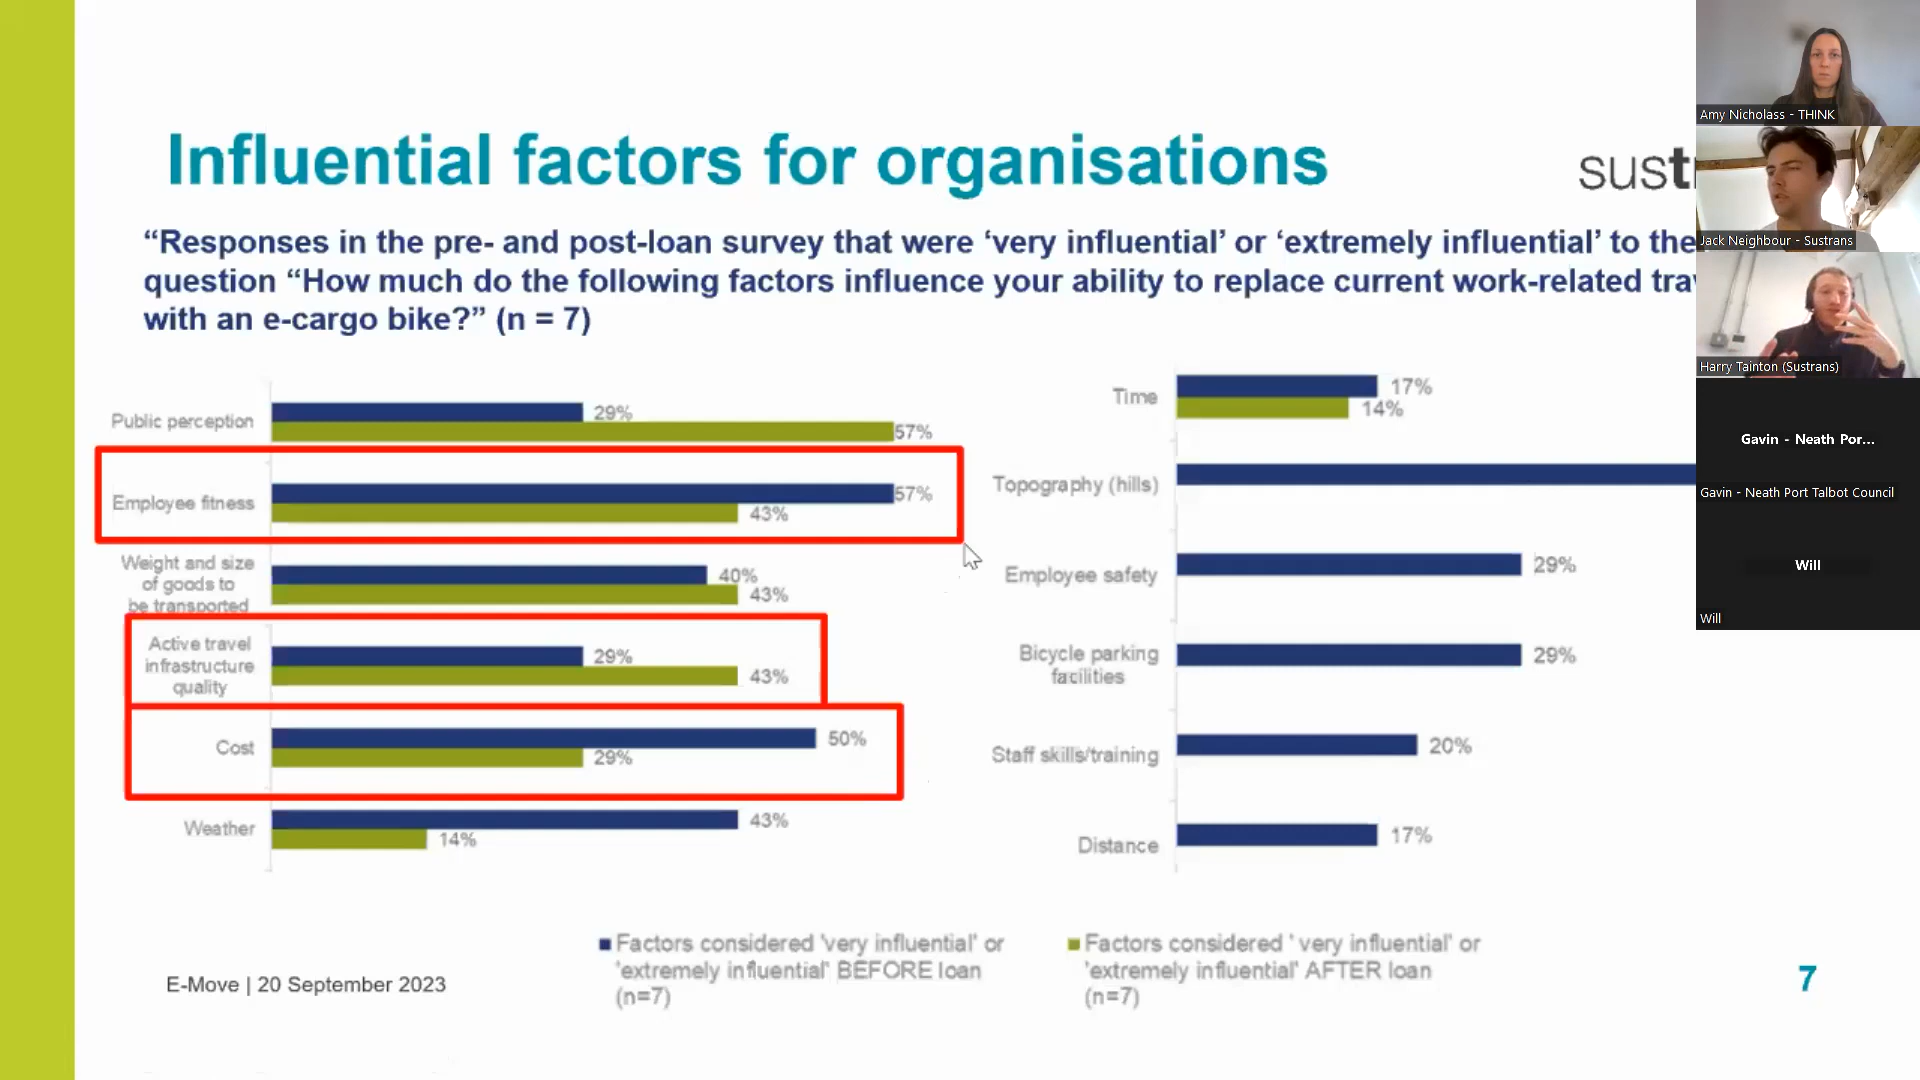 Influential factors for organisations
sust
“Responses in the pre- and post-loan survey that were ‘very influential’ or ‘extremely influential’ to the
question “How much do the following factors influence your ability to replace current work-related tra
with an e-cargo bike?” (n = 7)
Public perception
29%
57%
Employee fitness
57%
43%
Weight and size
of goods to
be transported
40%
43%
Active travel
infrastructure
quality
29%
43%
Cost
50%
29%
Weather
43%
14%
Time
17%
14%
Topography (hills)
Employee safety
29%
Bicycle parking
facilities
29%
Staff skills/training
20%
Distance
17%
Factors considered 'very influential' or
'extremely influential' BEFORE loan
(n=7)
Factors considered ' very influential' or
'extremely influential' AFTER loan
(n=7)
E-Move | 20 September 2023
7
Amy Nicholass - THINK
Jack Neighbour - Sustrans
Harry Tainton (Sustrans)
Gavin - Neath Por...
Gavin - Neath Port Talbot Council
Will
Will